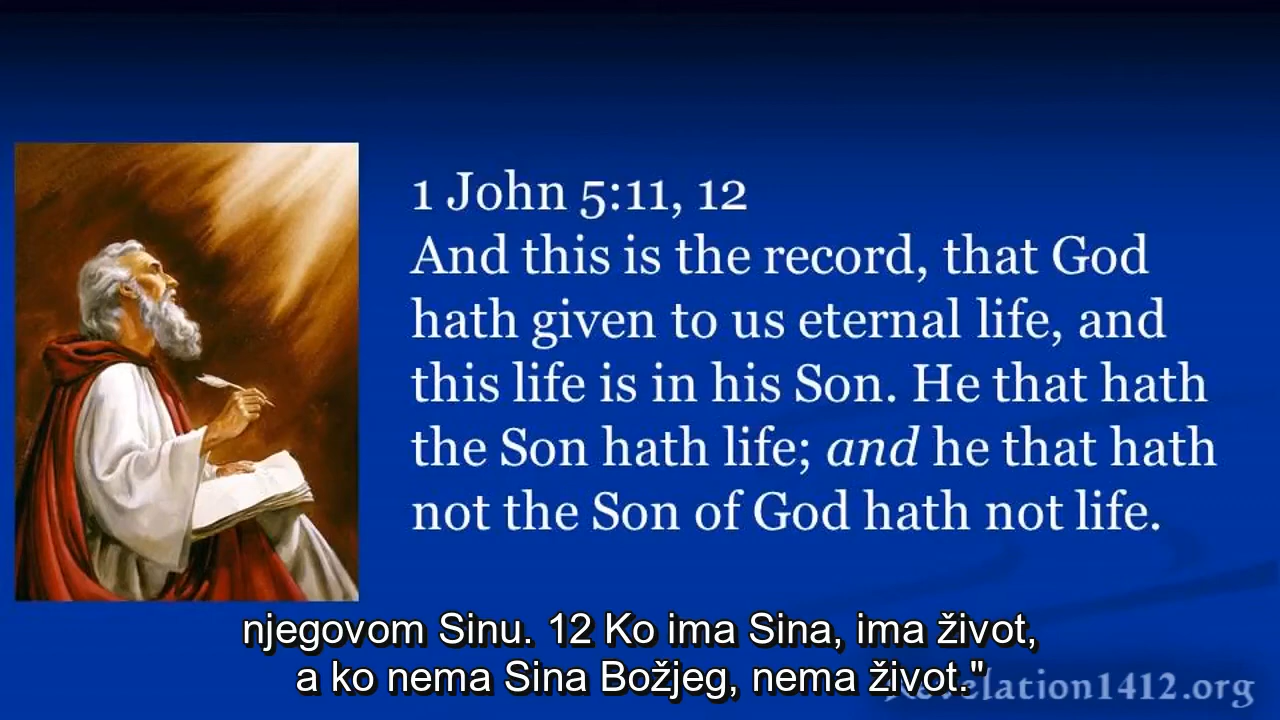 1 John 5:11, 12
And this is the record, that God
hath given to us eternal life, and
this life is in his Son. He that hath
the Son hath life; and he that hath
not the Son of God hath not life.
njegovom Sinu. 12 Ko ima Sina, ima život,
a ko nema Sina Božjeg, nema život."
Revelation1412.org